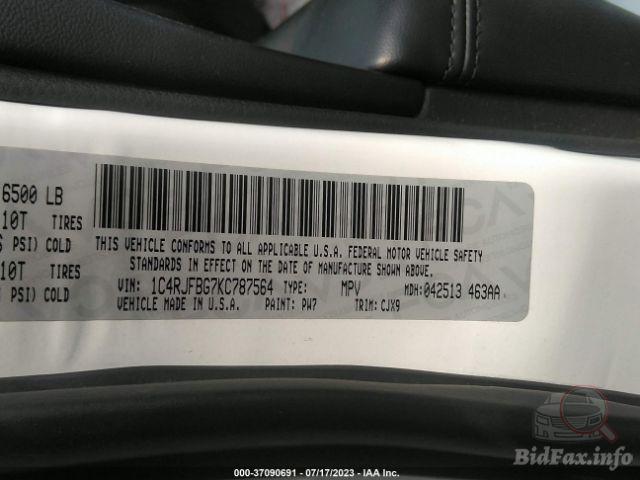 6500 LB
10T TIRES
PSI) COLD
10T TIRES
PSI) COLD
THIS VEHICLE CONFORMS TO ALL APPLICABLE U.S.A. FEDERAL MOTOR VEHICLE SAFETY
STANDARDS IN EFFECT ON THE DATE OF MANUFACTURE SHOWN ABOVE.
VIN: 1C4RJFBG7KC787564 TYPE: MPV MDH: 042513 463AA
VEHICLE MADE IN U.S.A. PAINT: PW7 TRIM: CJX9
BidFax.info
000-37090691 - 07/17/2023 - IAA Inc.